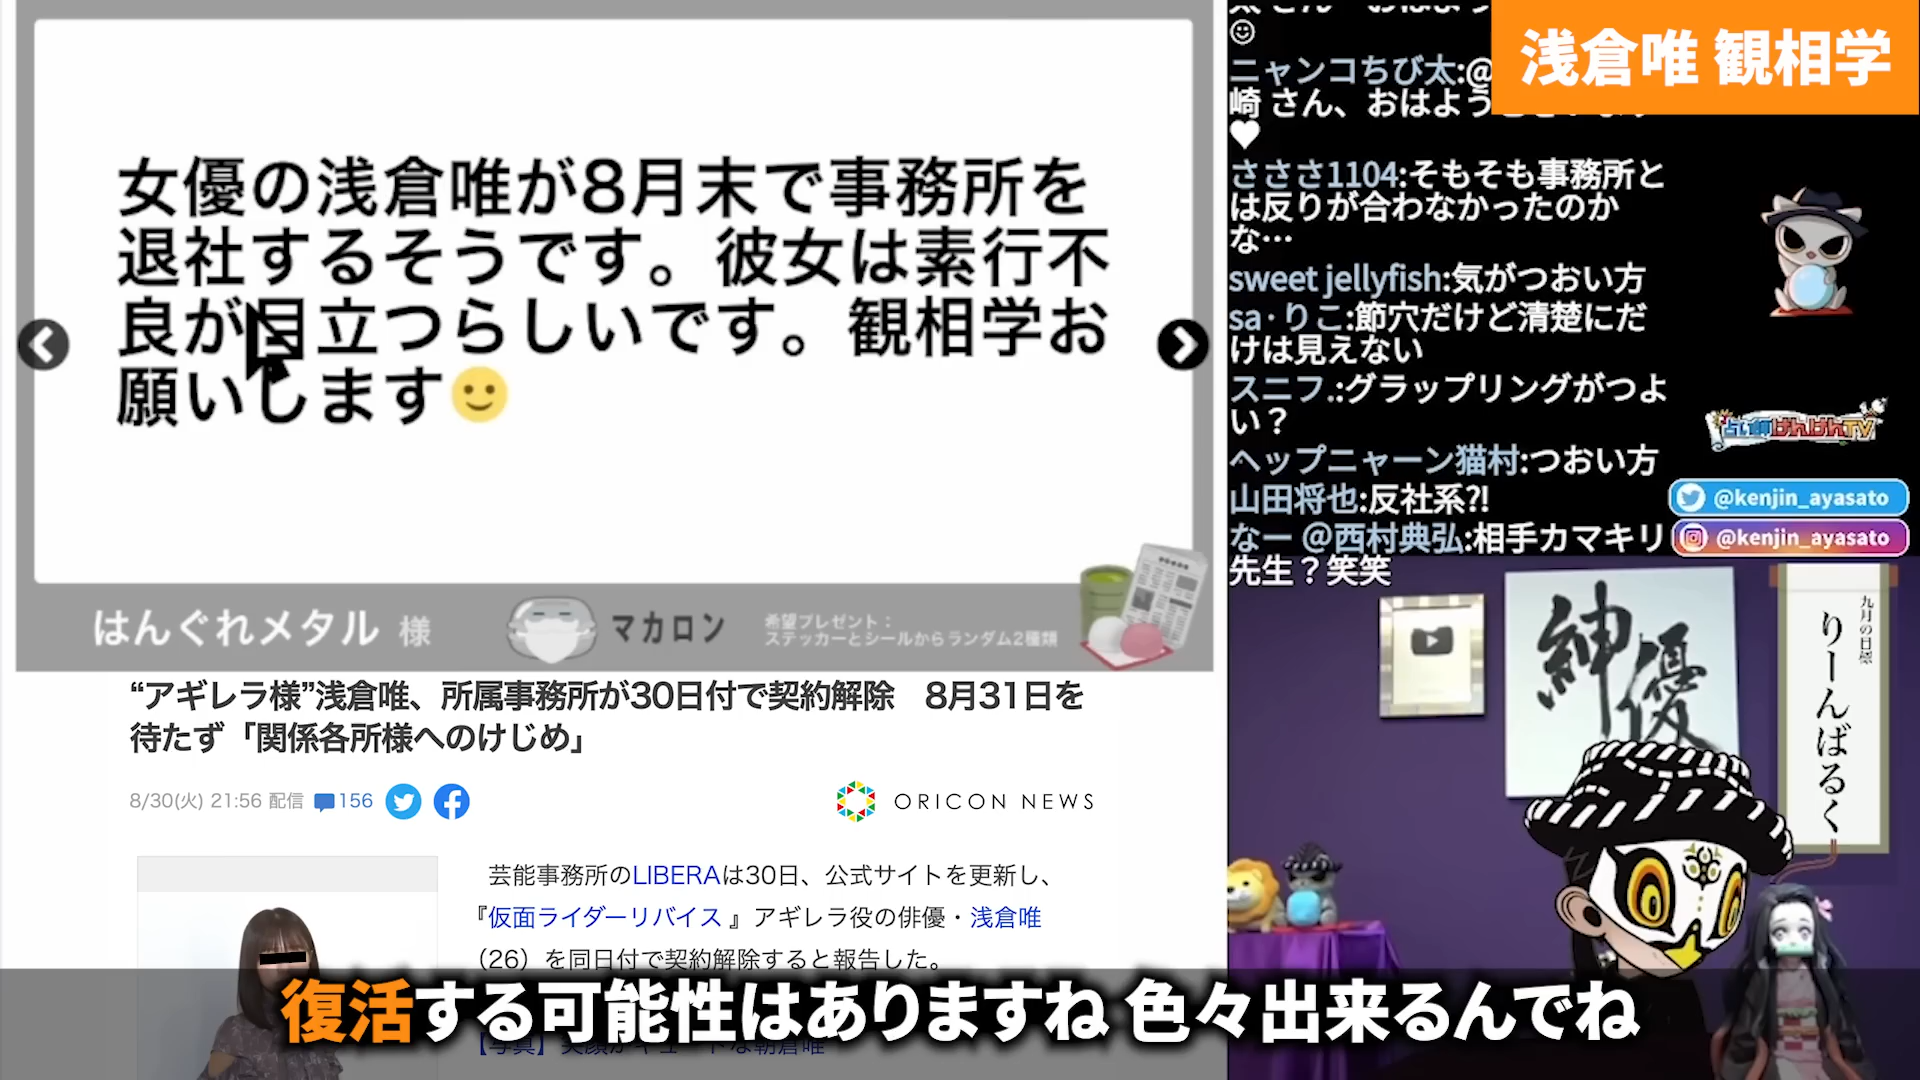 女優の浅倉唯が8月末で事務所を
退社するそうです。彼女は素行不
良が目立つらしいです。観相学お
願いします🙂
はんぐれメタル 様
マカロン
希望プレゼント：
ステッカーとシールからランダム2種類
“アギレラ様”浅倉唯、所属事務所が30日付で契約解除　8月31日を
待たず「関係各所様へのけじめ」
8/30(火) 21:56 配信 156
ORICON NEWS
芸能事務所のLIBERAは30日、公式サイトを更新し、
『仮面ライダーリバイス 』アギレラ役の俳優・浅倉唯
（26）を同日付で契約解除すると報告した。
復活する可能性はありますね 色々出来るんでね
浅倉唯 観相学
ニャンコちび太:@
崎 さん、おはよう
さささ1104:そもそも事務所と
は反りが合わなかったのか
な…
sweet jellyfish:気がつおい方
sa·りこ:節穴だけど清楚にだ
けは見えない
スニフ.:グラップリングがつよ
い？
ヘップニャーン猫村:つおい方
山田将也:反社系⁈
なー @西村典弘:相手カマキリ
先生？笑笑
占い師けんけんTV
@kenjin_ayasato
@kenjin_ayasato
紳優
九月の目標
りーんばるく